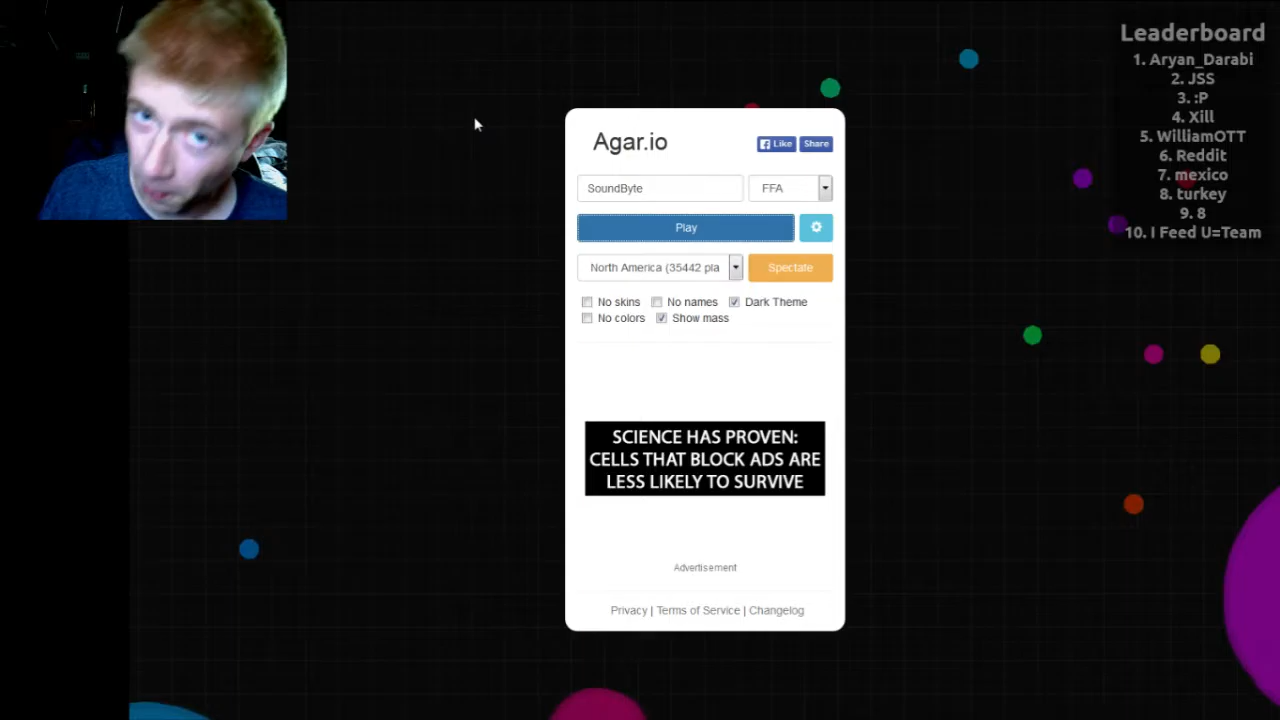 Leaderboard
1. Aryan_Darabi
2. JSS
3. :P
4. Xill
5. WilliamOTT
6. Reddit
7. mexico
8. turkey
9. 8
10. I Feed U=Team
Agar.io
Like
Share
SoundByte
FFA
Play
North America (35442 pla
Spectate
No skins
No names
Dark Theme
No colors
Show mass
SCIENCE HAS PROVEN:
CELLS THAT BLOCK ADS ARE
LESS LIKELY TO SURVIVE
Advertisement
Privacy | Terms of Service | Changelog